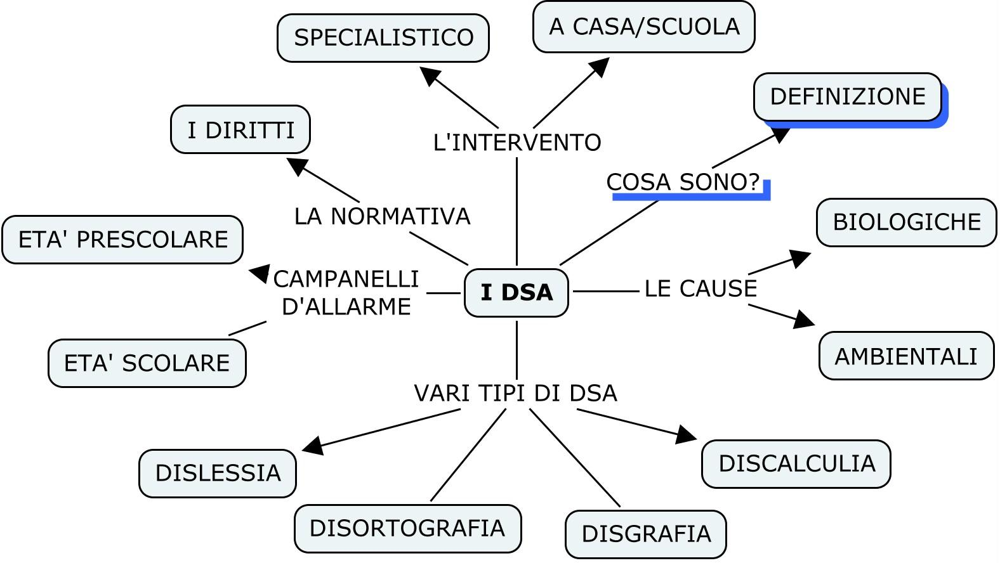 A CASA/SCUOLA
SPECIALISTICO
DEFINIZIONE
I DIRITTI
L'INTERVENTO
COSA SONO?
LA NORMATIVA
BIOLOGICHE
ETA' PRESCOLARE
CAMPANELLI
D'ALLARME
I DSA
LE CAUSE
ETA' SCOLARE
AMBIENTALI
VARI TIPI DI DSA
DISLESSIA
DISCALCULIA
DISORTOGRAFIA
DISGRAFIA